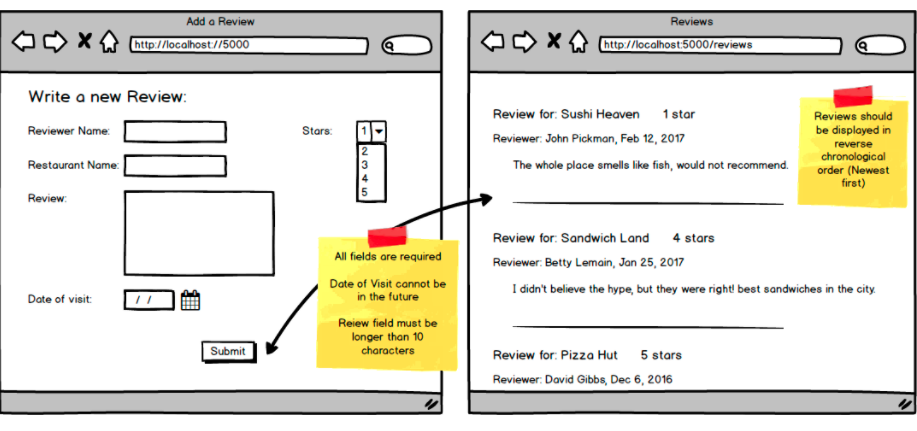 Add a Review
http://localhost://5000
Write a new Review:
Reviewer Name:
Stars:
1
2
3
4
5
Restaurant Name:
Review:
All fields are required
Date of Visit cannot be
in the future
Reiew field must be
longer than 10
characters
Date of visit:
/ /
Submit
Reviews
http://localhost:5000/reviews
Review for: Sushi Heaven 1 star
Reviewer: John Pickman, Feb 12, 2017
The whole place smells like fish, would not recommend.
Reviews should
be displayed in
reverse
chronological
order (Newest
first)
Review for: Sandwich Land 4 stars
Reviewer: Betty Lemain, Jan 25, 2017
I didn't believe the hype, but they were right! best sandwiches in the city.
Review for: Pizza Hut 5 stars
Reviewer: David Gibbs, Dec 6, 2016